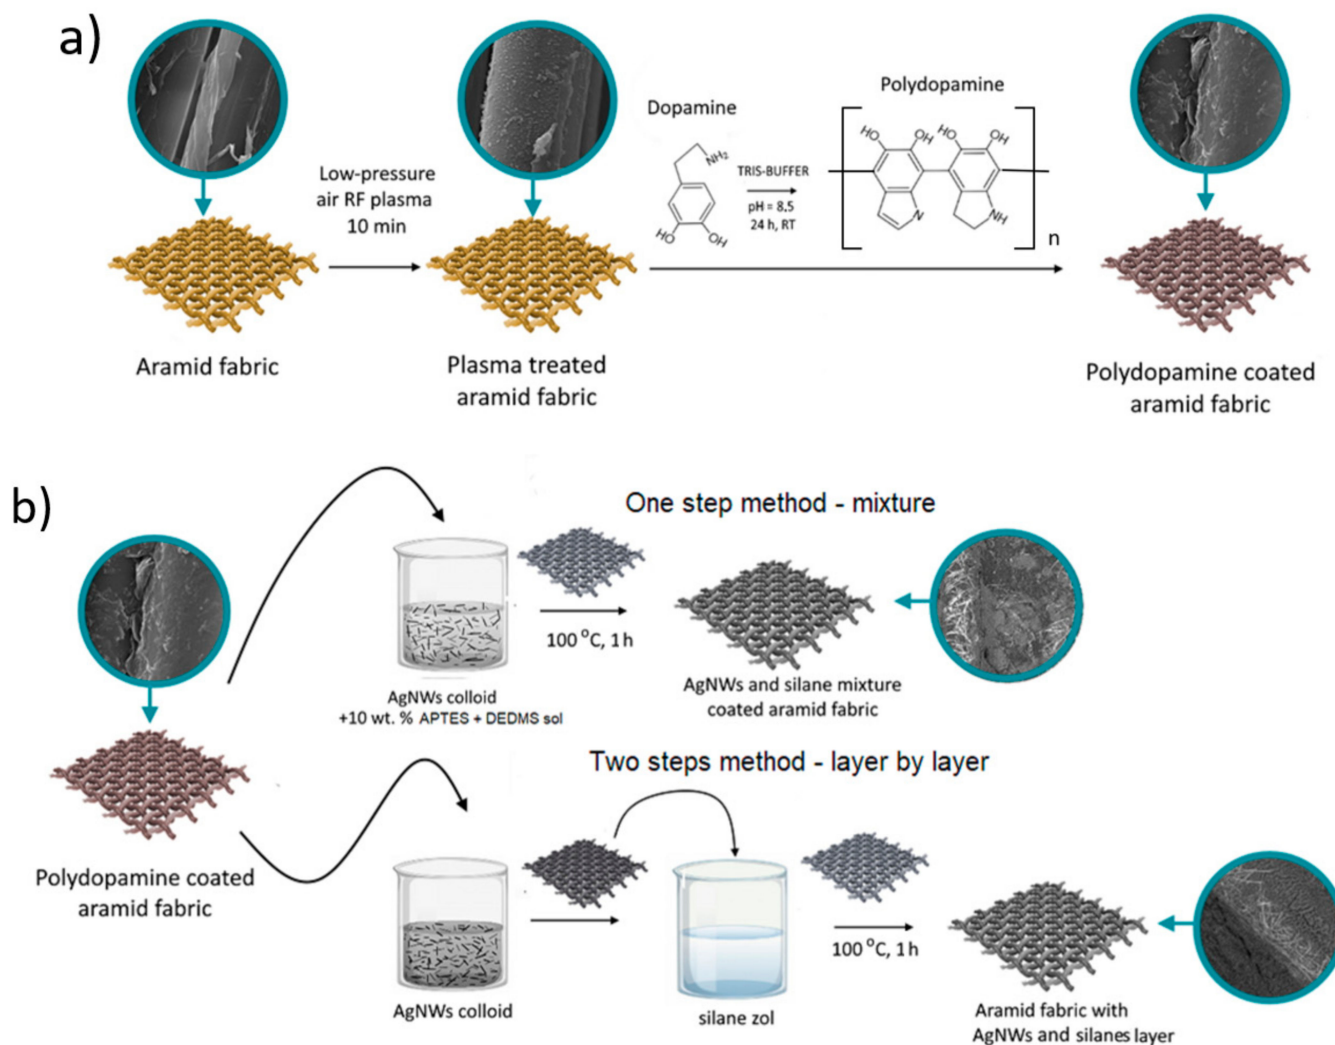 a)
Low-pressure
air RF plasma
10 min
Dopamine
NH₂
HO
OH
TRIS-BUFFER
pH = 8,5
24 h, RT
Polydopamine
HO
OH
HO
OH
N
NH
n
Aramid fabric
Plasma treated
aramid fabric
Polydopamine coated
aramid fabric
b)
One step method - mixture
100 °C, 1 h
AgNWs colloid
+10 wt. % APTES + DEDMS sol
AgNWs and silane mixture
coated aramid fabric
Two steps method - layer by layer
Polydopamine coated
aramid fabric
AgNWs colloid
silane zol
100 °C, 1 h
Aramid fabric with
AgNWs and silanes layer